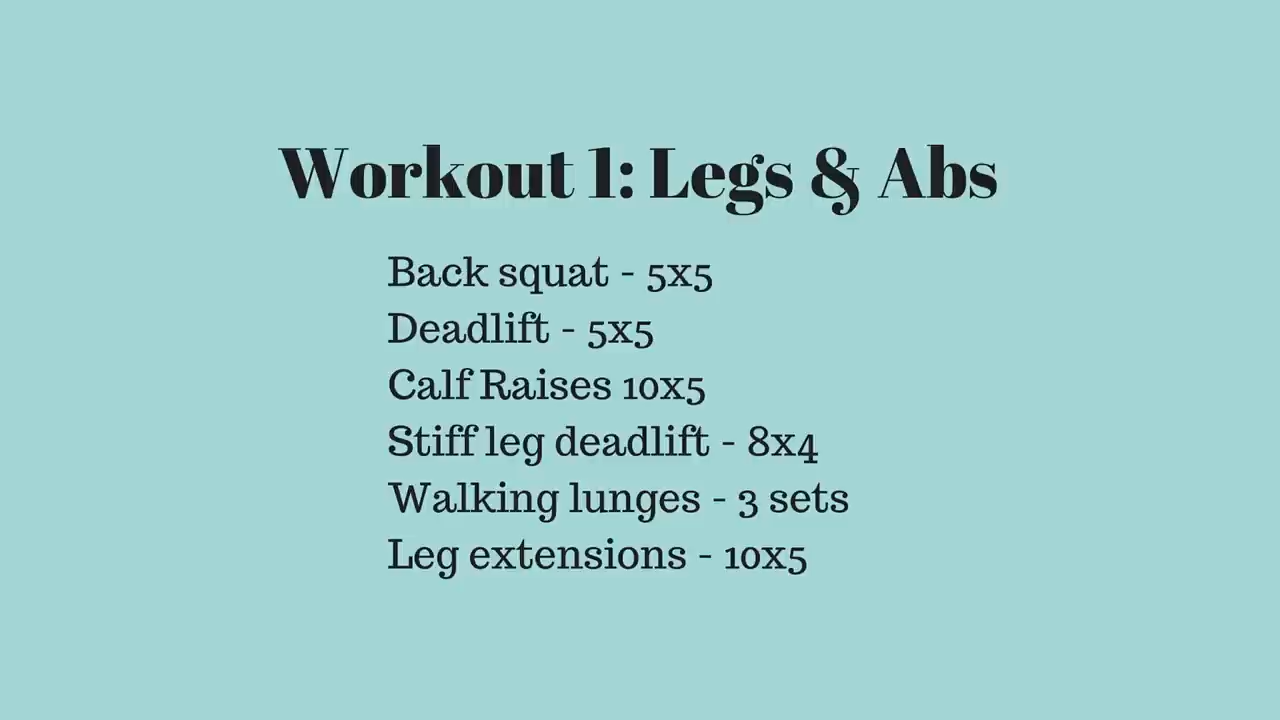 Workout 1: Legs & Abs
Back squat - 5x5
Deadlift - 5x5
Calf Raises 10x5
Stiff leg deadlift - 8x4
Walking lunges - 3 sets
Leg extensions - 10x5